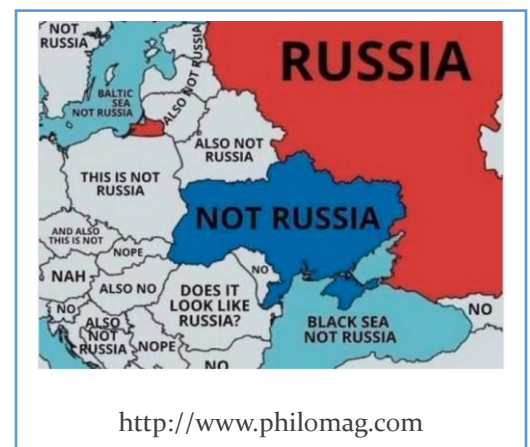 NOT
RUSSIA
RUSSIA
ALSO NOT RUSSIA
BALTIC
SEA
NOT RUSSIA
ALSO NOT
RUSSIA
THIS IS NOT
RUSSIA
NOT RUSSIA
AND ALSO
THIS IS NOT
NOPE
NO
NAH
ALSO NO
DOES IT
LOOK LIKE
RUSSIA?
NO
BLACK SEA
NOT RUSSIA
NO
ALSO
NOT
RUSSIA
NOPE
NO
http://www.philomag.com